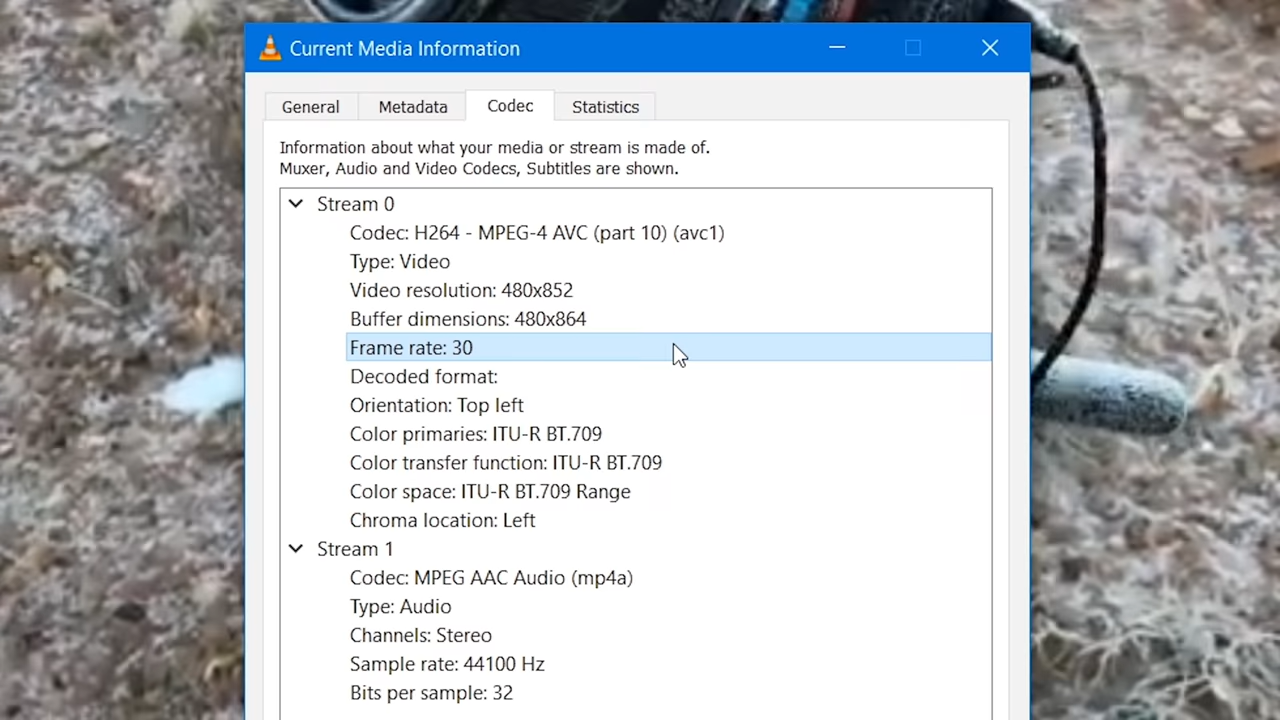 Current Media Information
General
Metadata
Codec
Statistics
Information about what your media or stream is made of.
Muxer, Audio and Video Codecs, Subtitles are shown.
Stream 0
Codec: H264 - MPEG-4 AVC (part 10) (avc1)
Type: Video
Video resolution: 480x852
Buffer dimensions: 480x864
Frame rate: 30
Decoded format:
Orientation: Top left
Color primaries: ITU-R BT.709
Color transfer function: ITU-R BT.709
Color space: ITU-R BT.709 Range
Chroma location: Left
Stream 1
Codec: MPEG AAC Audio (mp4a)
Type: Audio
Channels: Stereo
Sample rate: 44100 Hz
Bits per sample: 32